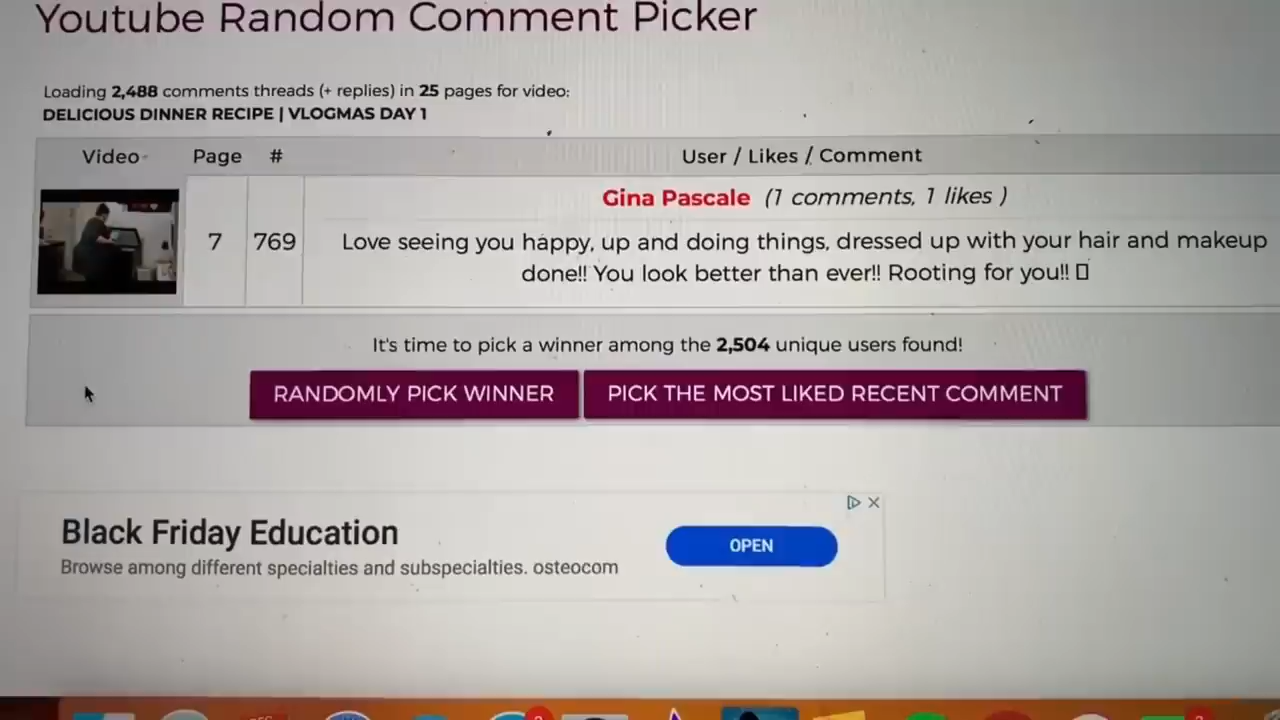 Youtube Random Comment Picker
Loading 2,488 comments threads (+ replies) in 25 pages for video:
DELICIOUS DINNER RECIPE | VLOGMAS DAY 1
Video Page # User / Likes / Comment
Gina Pascale (1 comments, 1 likes )
7 769 Love seeing you happy, up and doing things, dressed up with your hair and makeup
done!! You look better than ever!! Rooting for you!!
It's time to pick a winner among the 2,504 unique users found!
RANDOMLY PICK WINNER PICK THE MOST LIKED RECENT COMMENT
Black Friday Education
Browse among different specialties and subspecialties. osteocom
OPEN